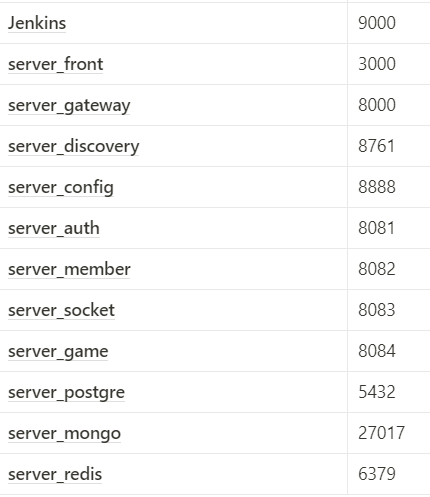 Jenkins 9000
server_front 3000
server_gateway 8000
server_discovery 8761
server_config 8888
server_auth 8081
server_member 8082
server_socket 8083
server_game 8084
server_postgre 5432
server_mongo 27017
server_redis 6379